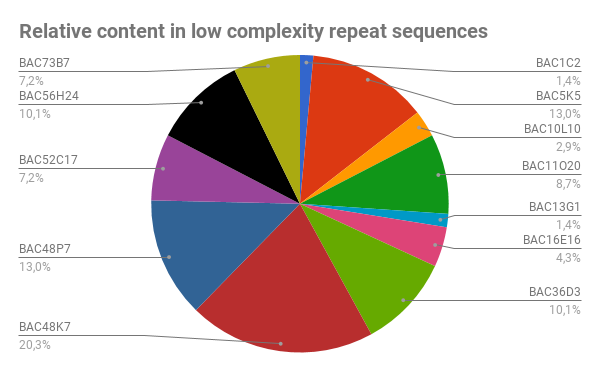 Relative content in low complexity repeat sequences
BAC73B7
7,2%
BAC56H24
10,1%
BAC52C17
7,2%
BAC48P7
13,0%
BAC48K7
20,3%
BAC1C2
1,4%
BAC5K5
13,0%
BAC10L10
2,9%
BAC11O20
8,7%
BAC13G1
1,4%
BAC16E16
4,3%
BAC36D3
10,1%